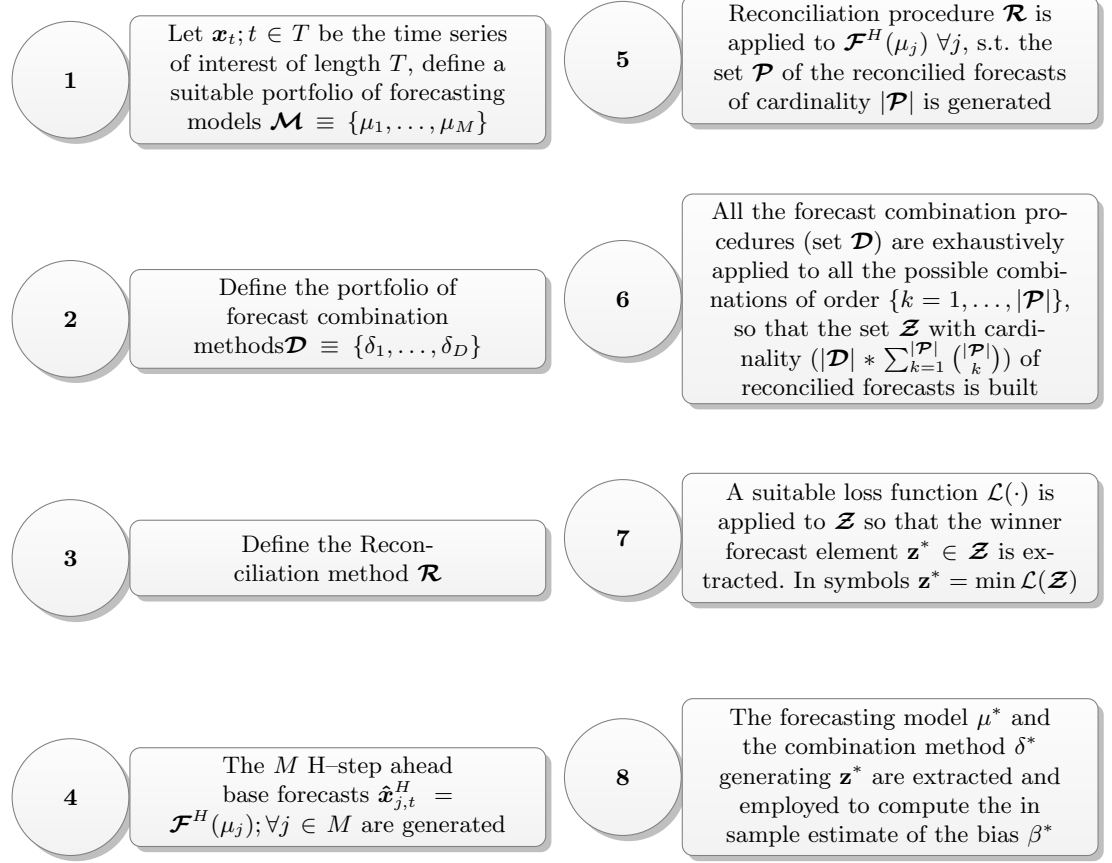 1
Let 𝒙ₜ; t ∈ T be the time series
of interest of length T, define a
suitable portfolio of forecasting
models 𝓜 ≡ {μ₁, . . . , μ_M}
2
Define the portfolio of
forecast combination
methods𝓓 ≡ {δ₁, . . . , δ_D}
3
Define the Recon-
ciliation method 𝓡
4
The M H–step ahead
base forecasts 𝒙̂^H_{j,t} =
𝓕^H(μ_j); ∀j ∈ M are generated
5
Reconciliation procedure 𝓡 is
applied to 𝓕^H(μ_j) ∀j, s.t. the
set 𝓟 of the reconcilied forecasts
of cardinality |𝓟| is generated
6
All the forecast combination pro-
cedures (set 𝓓) are exhaustively
applied to all the possible combi-
nations of order {k = 1, . . . , |𝓟|},
so that the set 𝓩 with cardi-
nality (|𝓓| ∗ ∑_{k=1}^{|𝓟|} \binom{|𝓟|}{k}) of
reconcilied forecasts is built
7
A suitable loss function ℒ(·) is
applied to 𝓩 so that the winner
forecast element 𝐳* ∈ 𝓩 is ex-
tracted. In symbols 𝐳* = min ℒ(𝓩)
8
The forecasting model μ* and
the combination method δ*
generating 𝐳* are extracted and
employed to compute the in
sample estimate of the bias β*